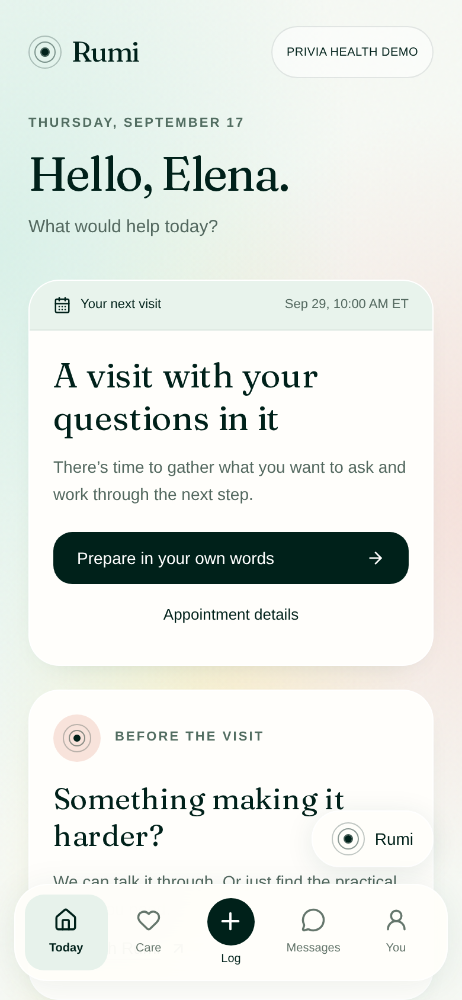 Rumi
PRIVIA HEALTH DEMO
THURSDAY, SEPTEMBER 17
Hello, Elena.
What would help today?
Your next visit
Sep 29, 10:00 AM ET
A visit with your
questions in it
There’s time to gather what you want to ask and
work through the next step.
Prepare in your own words
Appointment details
BEFORE THE VISIT
Something making it
harder?
Rumi
We can talk it through. Or just find the practical
Today
Care
Log
Messages
You